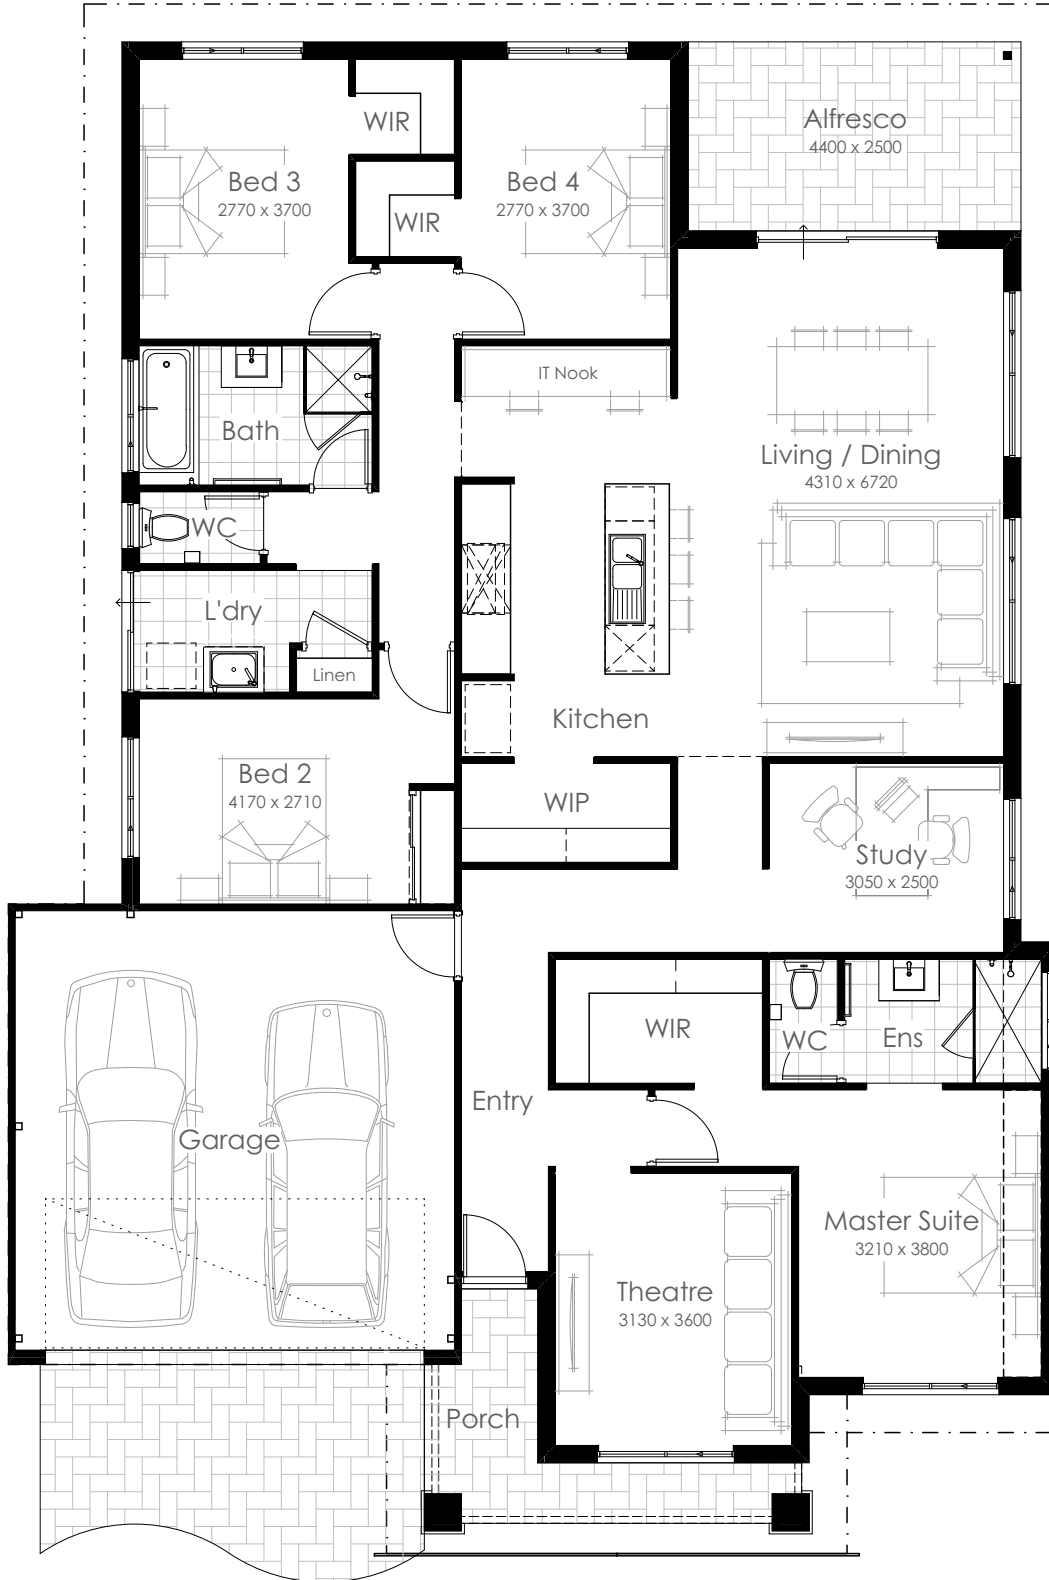 WIR
Alfresco
4400 x 2500
Bed 3
2770 x 3700
Bed 4
2770 x 3700
WIR
IT Nook
Bath
Living / Dining
4310 x 6720
WC
L'dry
Linen
Kitchen
Bed 2
4170 x 2710
WIP
Study
3050 x 2500
WIR
WC
Ens
Entry
Garage
Master Suite
3210 x 3800
Theatre
3130 x 3600
Porch